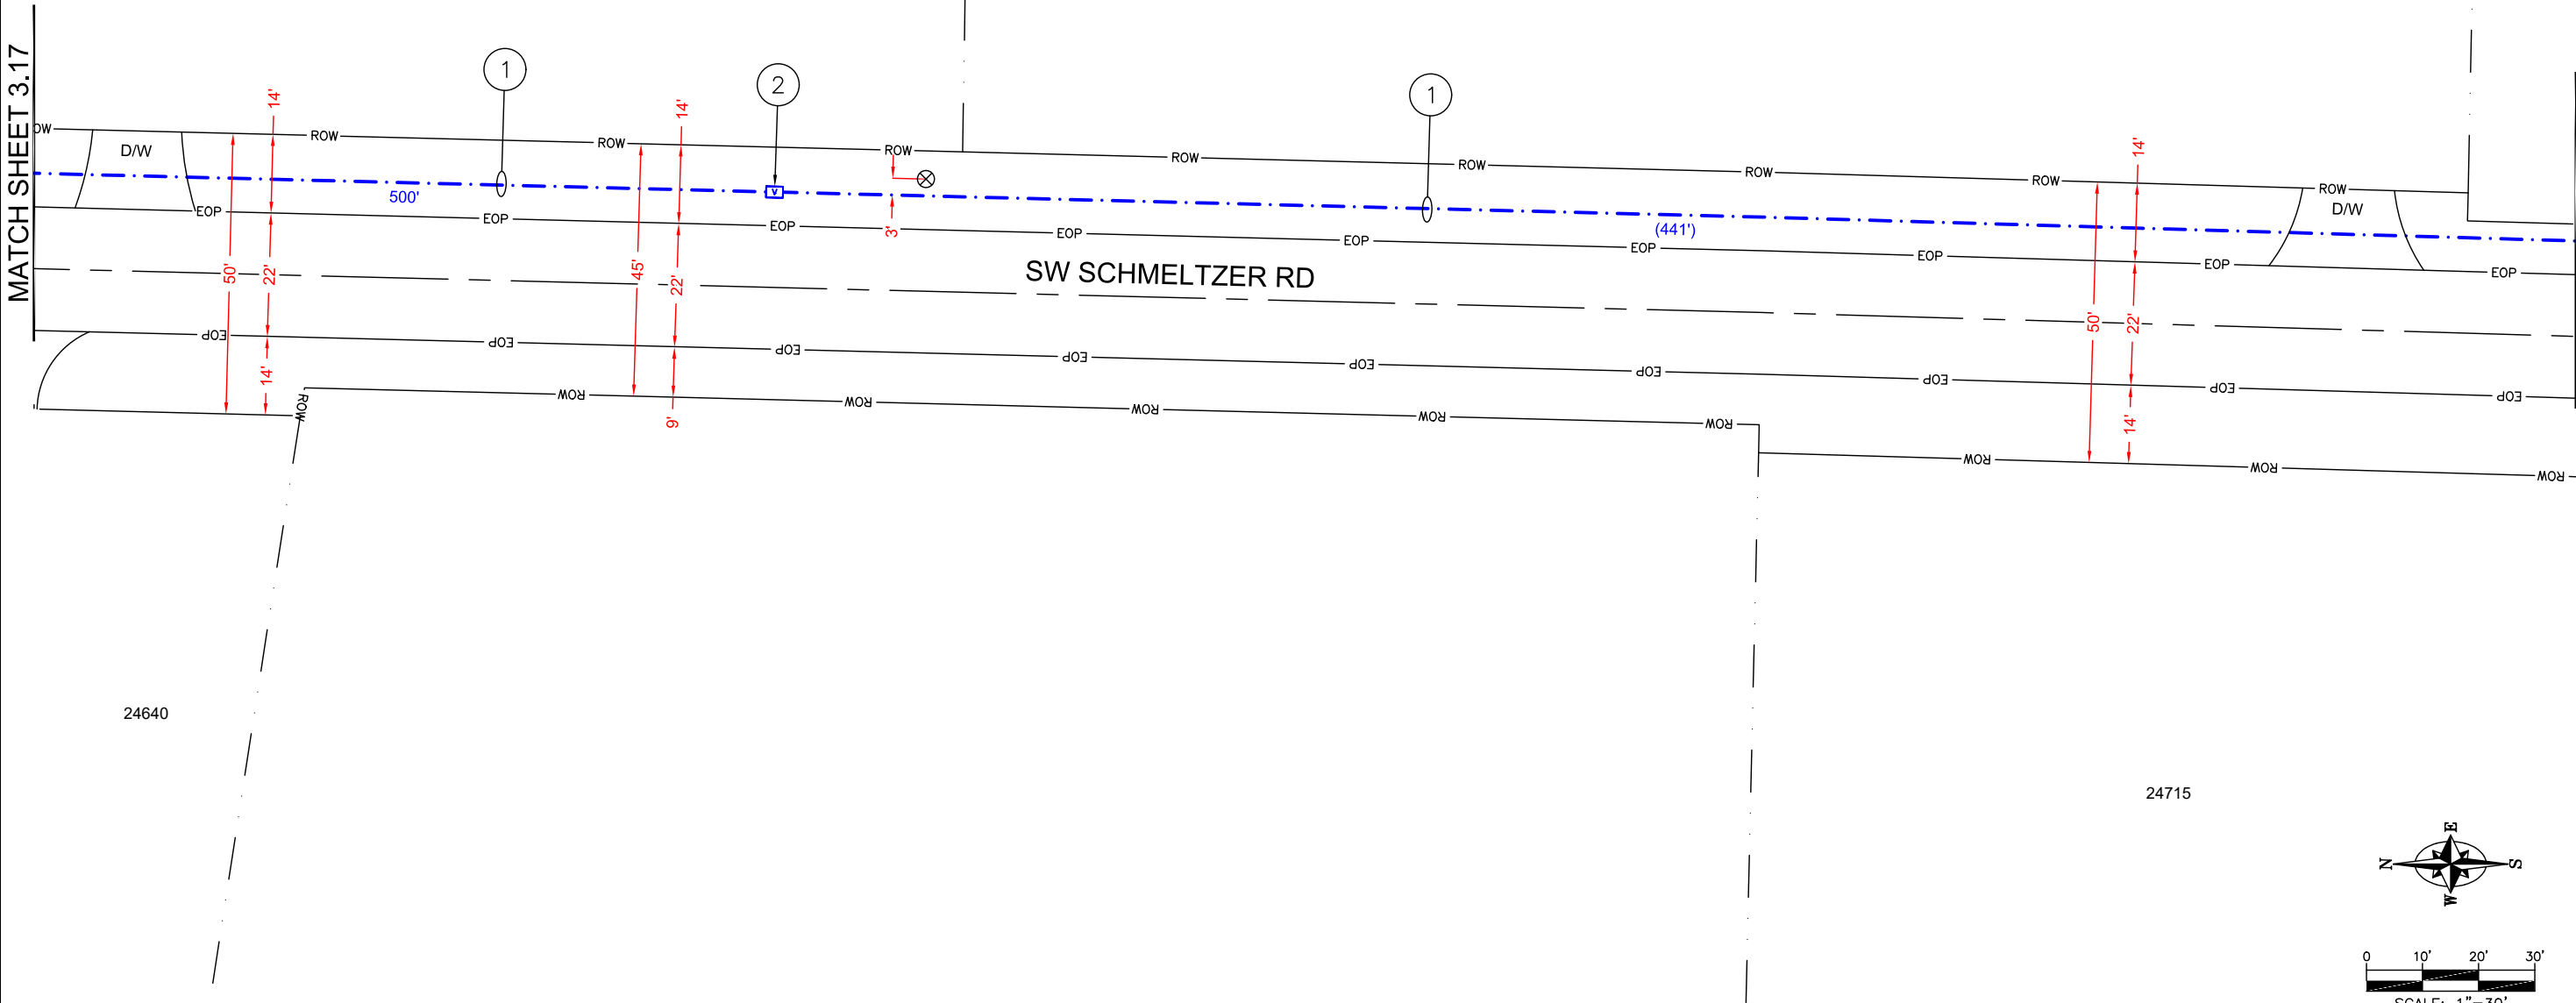 MATCH SHEET 3.17
1
2
1
14'
14'
14'
ROW
ROW
ROW
ROW
ROW
ROW
ROW
ROW
OW
D/W
D/W
500'
(441')
3'
V
EOP
EOP
EOP
EOP
EOP
EOP
EOP
EOP
EOP
SW SCHMELTZER RD
50'
22'
45'
22'
50'
22'
EOP
EOP
EOP
EOP
EOP
EOP
EOP
EOP
EOP
14'
9'
14'
ROW
ROW
ROW
ROW
ROW
ROW
ROW
ROW
ROW
24640
24715
E
N
S
W
0 10' 20' 30'
SCALE: 1"=30'